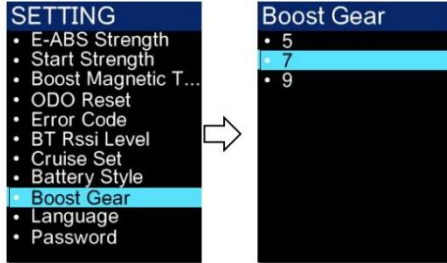 SETTING
• E-ABS Strength
• Start Strength
• Boost Magnetic T...
• ODO Reset
• Error Code
• BT Rssi Level
• Cruise Set
• Battery Style
• Boost Gear
• Language
• Password
Boost Gear
• 5
• 7
• 9